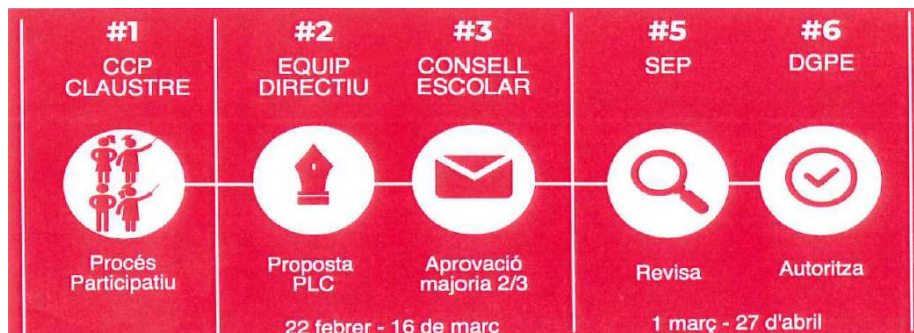 #1
CCP
CLAUSTRE
Procés
Participatiu
#2
EQUIP
DIRECTIU
Proposta
PLC
#3
CONSELL
ESCOLAR
Aprovació
majoria 2/3
22 febrer - 16 de març
#5
SEP
Revisa
#6
DGPE
Autoritza
1 març - 27 d'abril